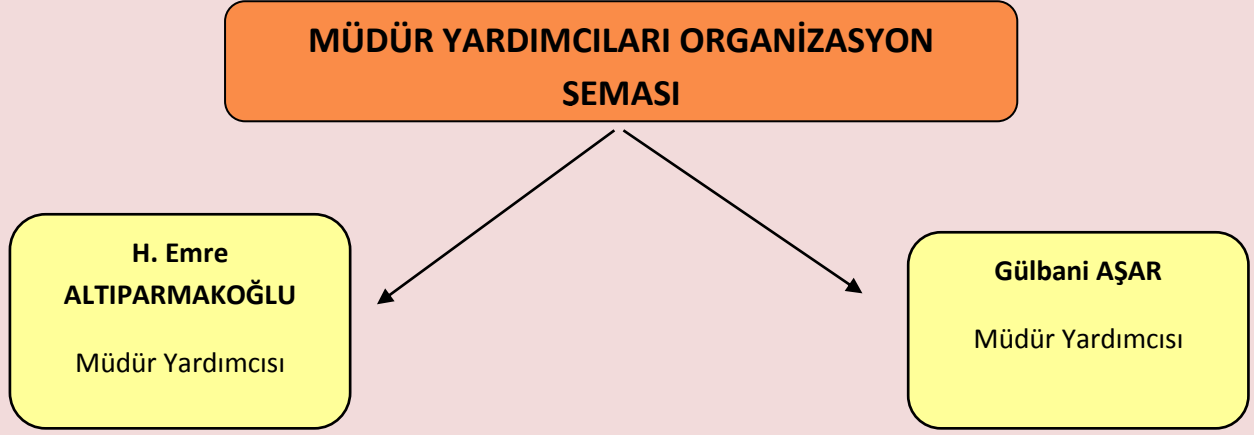 MÜDÜR YARDIMCILARI ORGANİZASYON
SEMASI
H. Emre
ALTIPARMAKOĞLU
Müdür Yardımcısı
Gülbani AŞAR
Müdür Yardımcısı